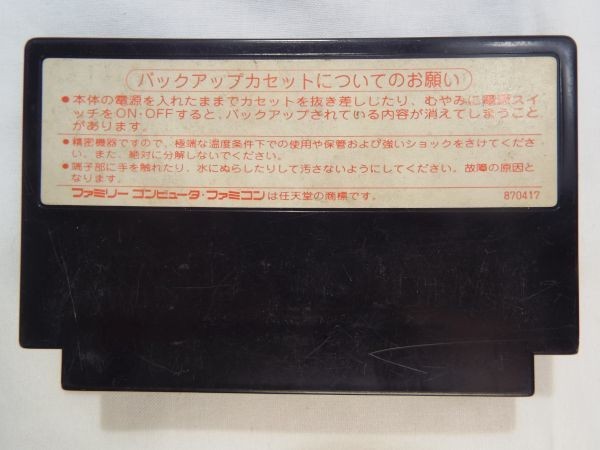 バックアップカセットについてのお願い
●本体の電源を入れたままでカセットを抜き差ししたり、むやみに電源スイ
ッチをON・OFFすると、バックアップされている内容が消えてしまうこと
があります。
●精密機器ですので、極端な温度条件下での使用や保管および強いショックをさけてくださ
い。また、絶対に分解しないでください。
●端子部に手を触れたり、水にぬらしたりして汚さないようにしてください。故障の原因と
なります。
ファミリーコンピュータ・ファミコンは任天堂の商標です。 870417